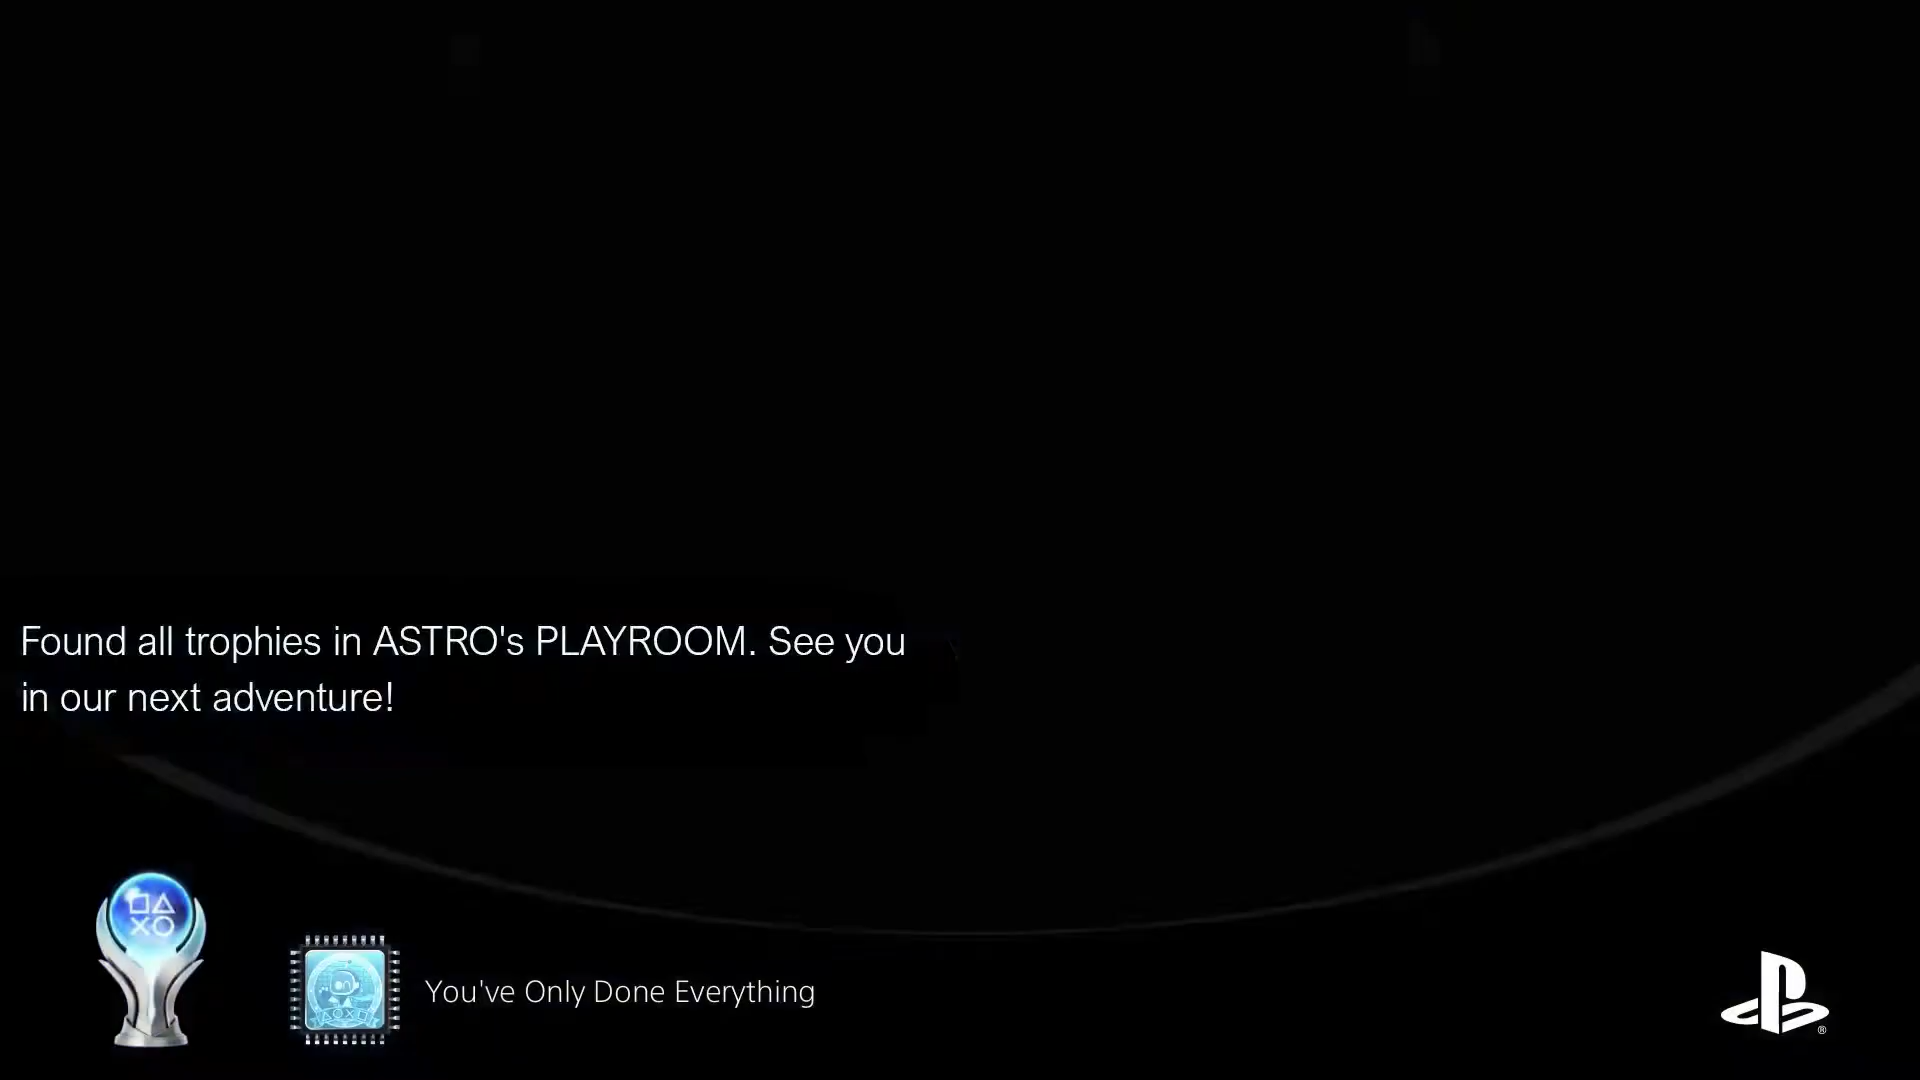 Found all trophies in ASTRO's PLAYROOM. See you
in our next adventure!
You've Only Done Everything